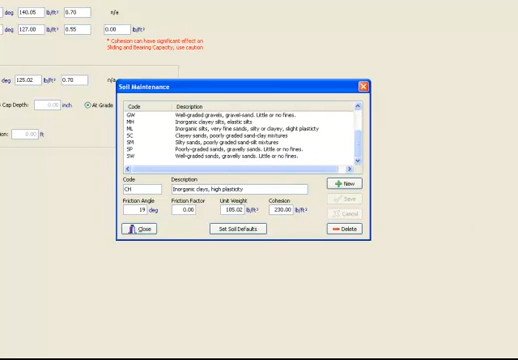 deg 140.05 lb/ft³ 0.70 n/a
deg 127.00 lb/ft³ 0.55 0.00 lb/ft²
* Cohesion can have significant effect on
Sliding and Bearing Capacity, use caution
deg 125.02 lb/ft³ 0.70 n/a
Cap Depth: 0.00 inch At Grade
0.00 ft
Soil Maintenance
Code Description
GW Well-graded gravels, gravel-sand. Little or no fines.
MH Inorganic clayey silts, elastic silts
ML Inorganic silts, very fine sands, silty or clayey, slight plasticity
SC Clayey sands, poorly graded sand-clay mixtures
SM Silty sands, poorly graded sand-silt mixtures
SP Poorly-graded sands, gravelly sands. Little or no fines.
SW Well-graded sands, gravelly sands. Little or no fines.
Code Description
CH Inorganic clays, high plasticity
New
Friction Angle Friction Factor Unit Weight Cohesion
19 deg 0.00 105.02 lb/ft³ 230.00 lb/ft²
Save
Cancel
Close Set Soil Defaults Delete